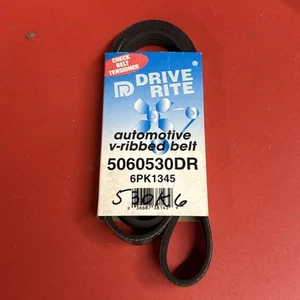 CHECK
BELT
TENSIONER
DRIVE
RITE®
automotive
v-ribbed belt
5060530DR
6PK1345
530K6